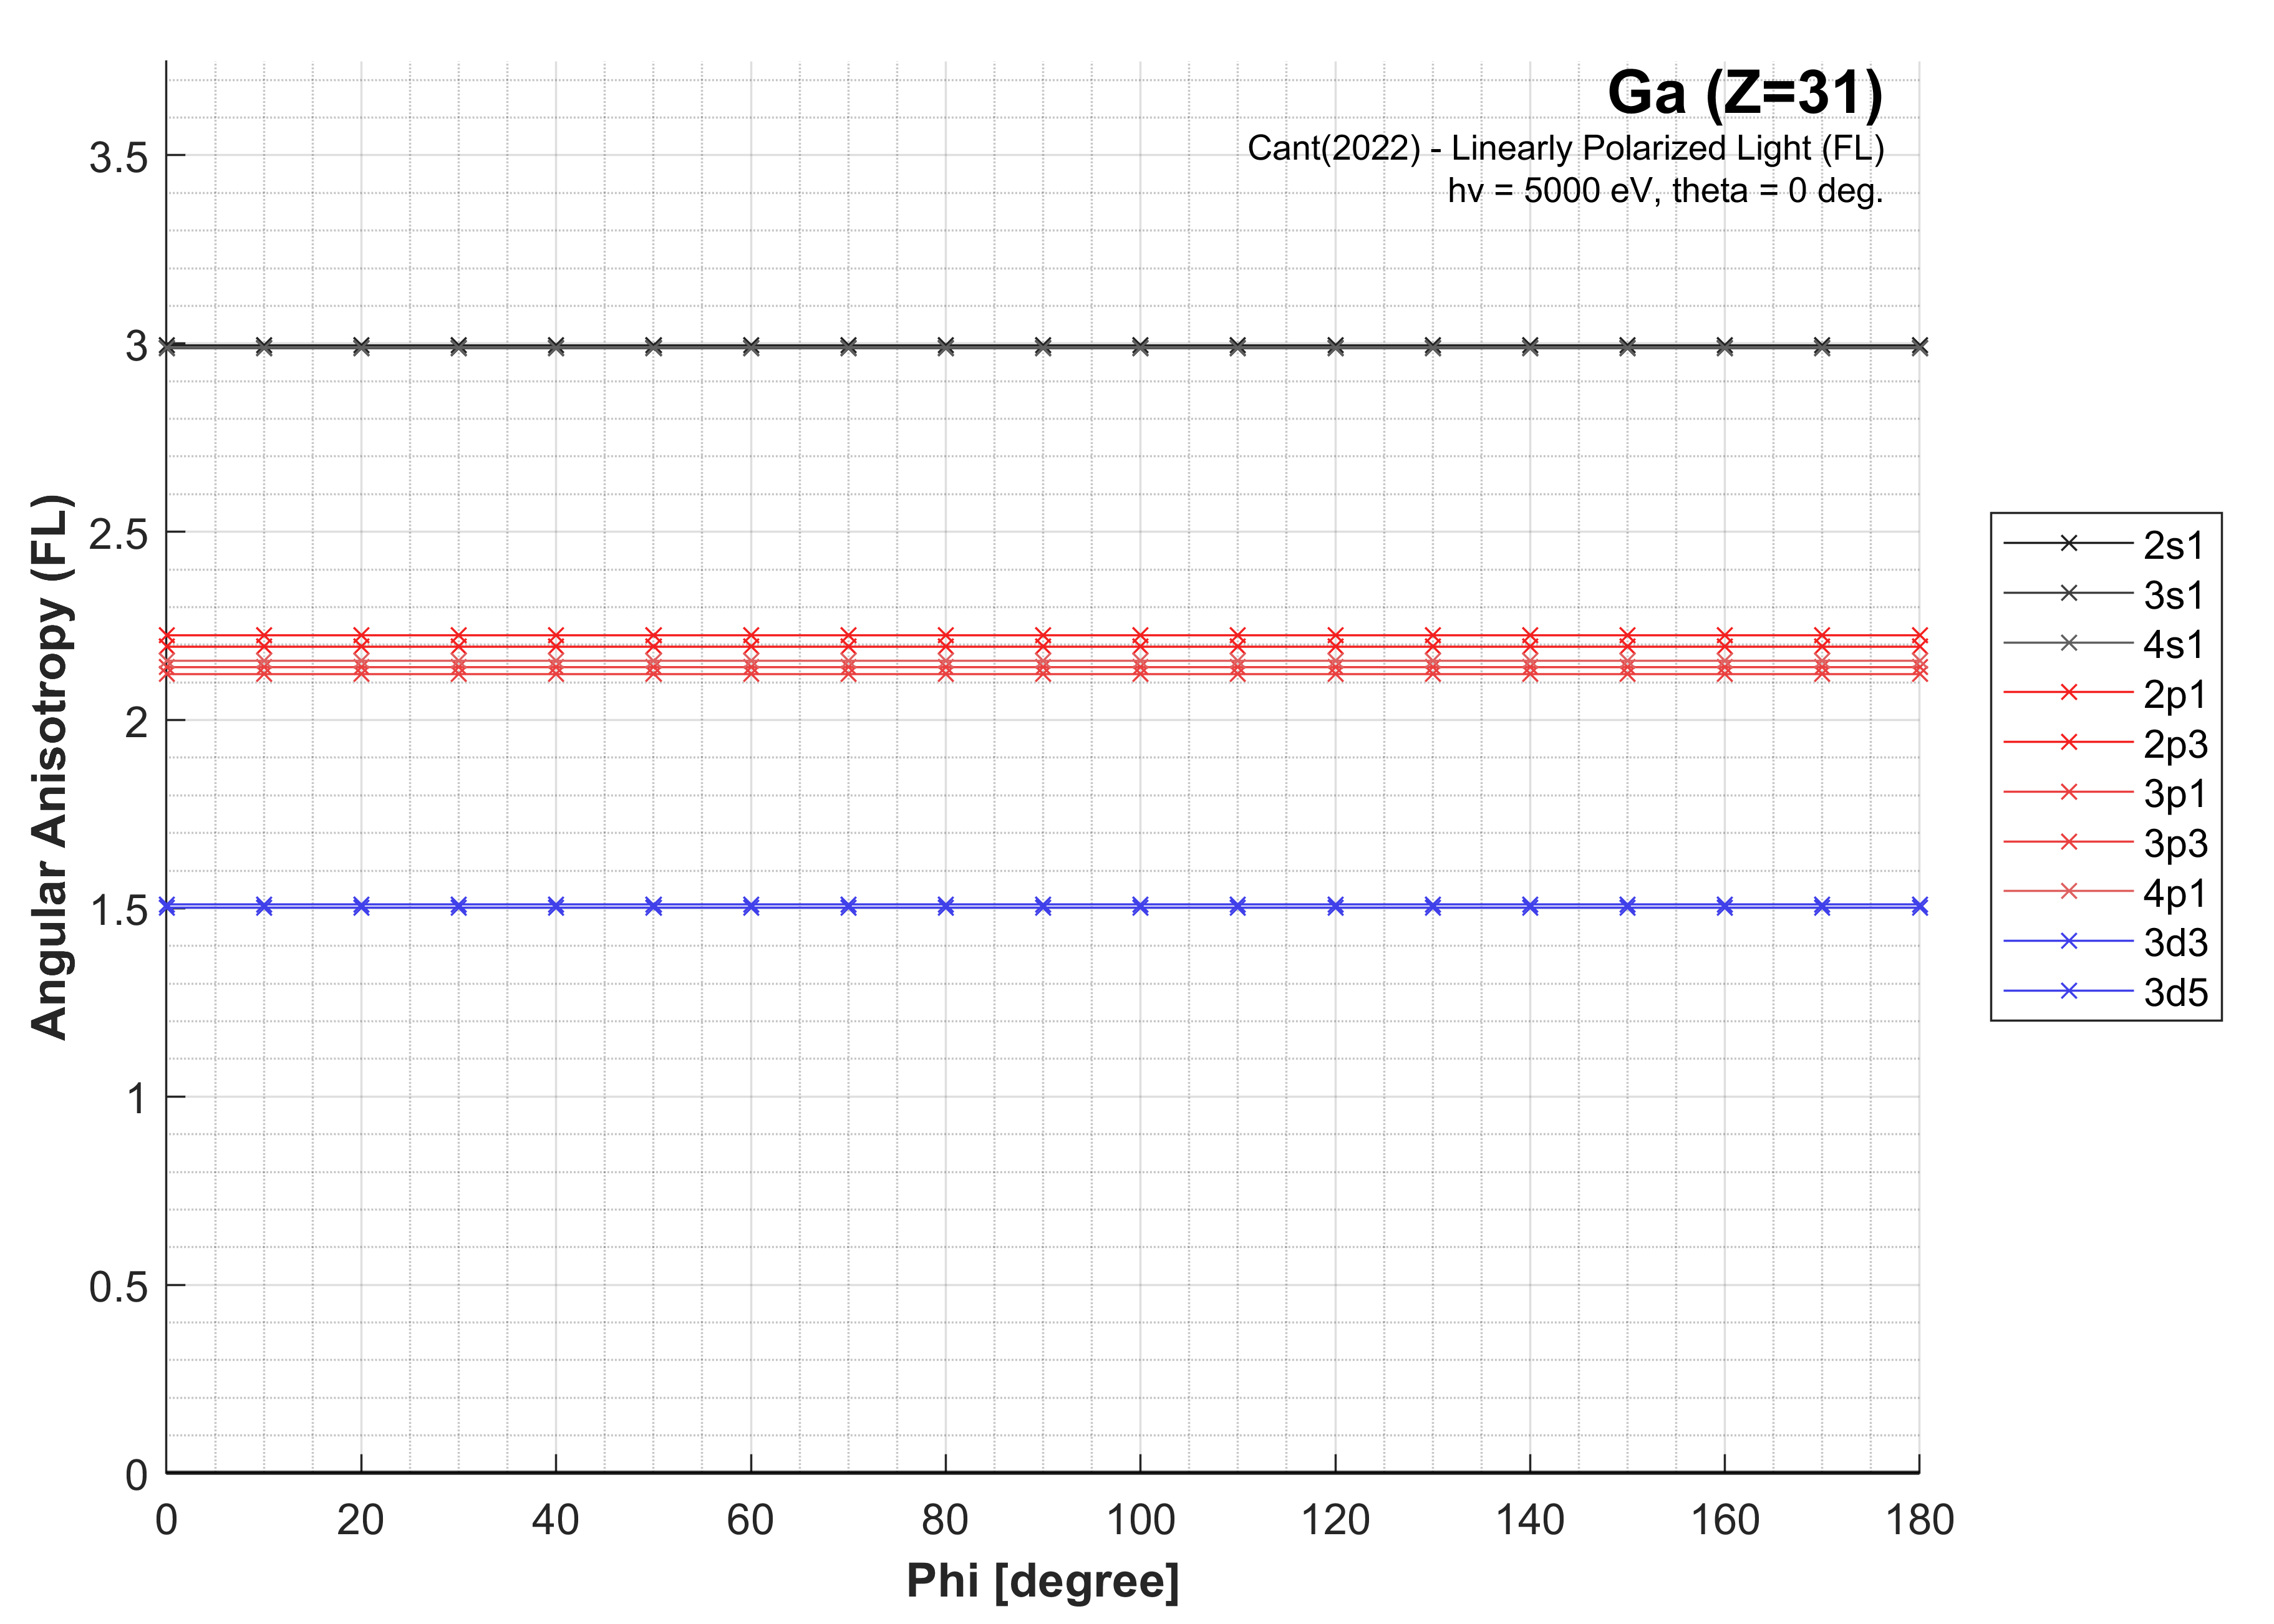 Ga (Z=31)
Cant(2022) - Linearly Polarized Light (FL)
hv = 5000 eV, theta = 0 deg.
Angular Anisotropy (FL)
3.5
3
2.5
2
1.5
1
0.5
0
0 20 40 60 80 100 120 140 160 180
Phi [degree]
2s1
3s1
4s1
2p1
2p3
3p1
3p3
4p1
3d3
3d5